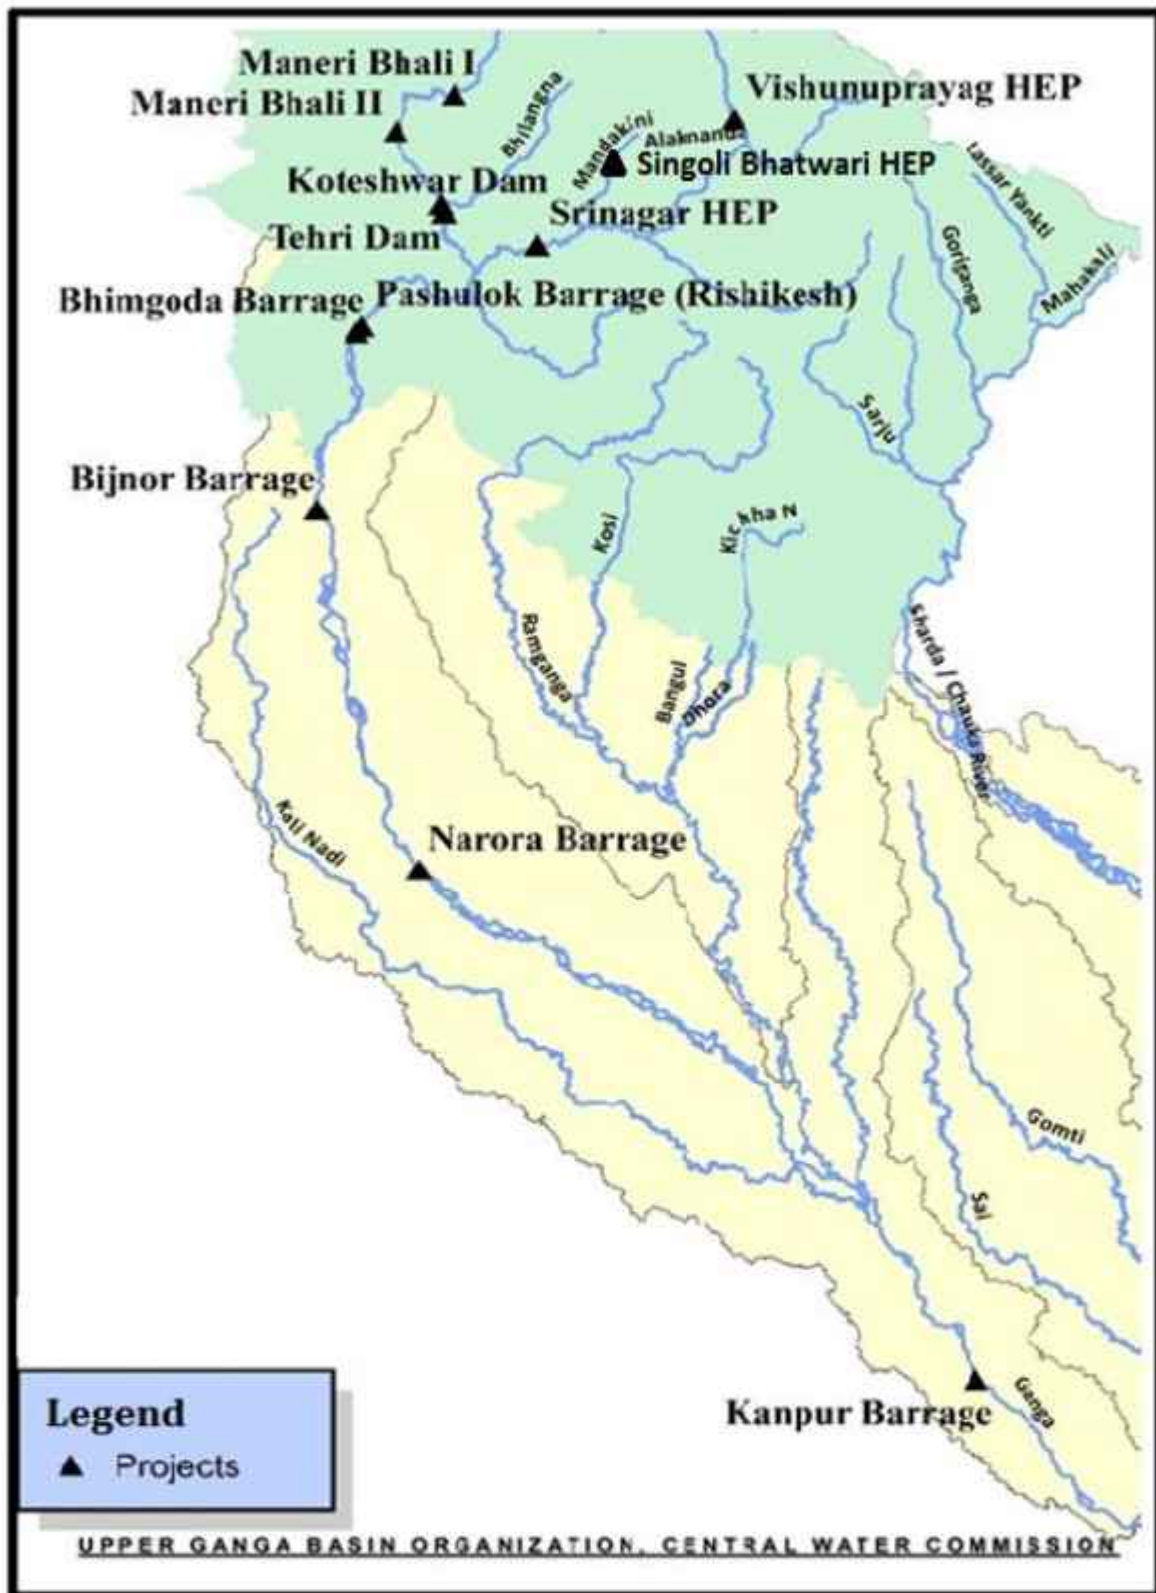 Maneri Bhali I
Maneri Bhali II
Bhilangna
Mandakini
Alaknanda
Vishunuprayag HEP
Singoli Bhatwari HEP
Koteshwar Dam
Srinagar HEP
Tehri Dam
Lassar Yankti
Goriganga
Mahakali
Bhimgoda Barrage
Pashulok Barrage (Rishikesh)
Sarju
Bijnor Barrage
Kosi
Kic kha N
Ramganga
Bangul
Dhora
Sharda / Chauka River
Kali Nadi
Narora Barrage
Gomti
Sai
Kanpur Barrage
Ganga
Legend
Projects
UPPER GANGA BASIN ORGANIZATION, CENTRAL WATER COMMISSION